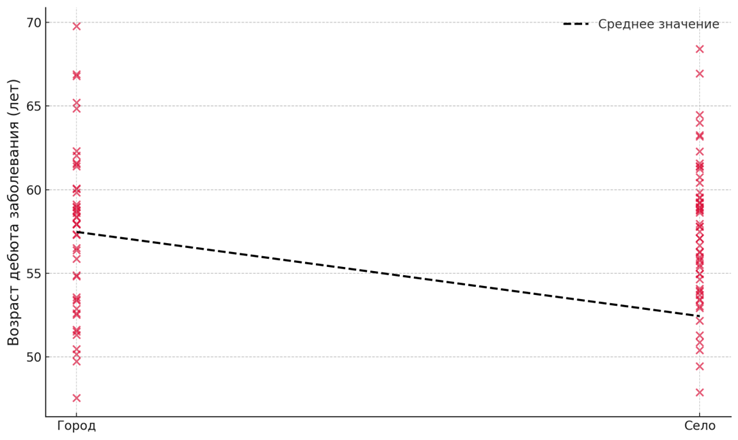 Среднее значение
Возраст дебюта заболевания (лет)
70
65
60
55
50
Город
Село